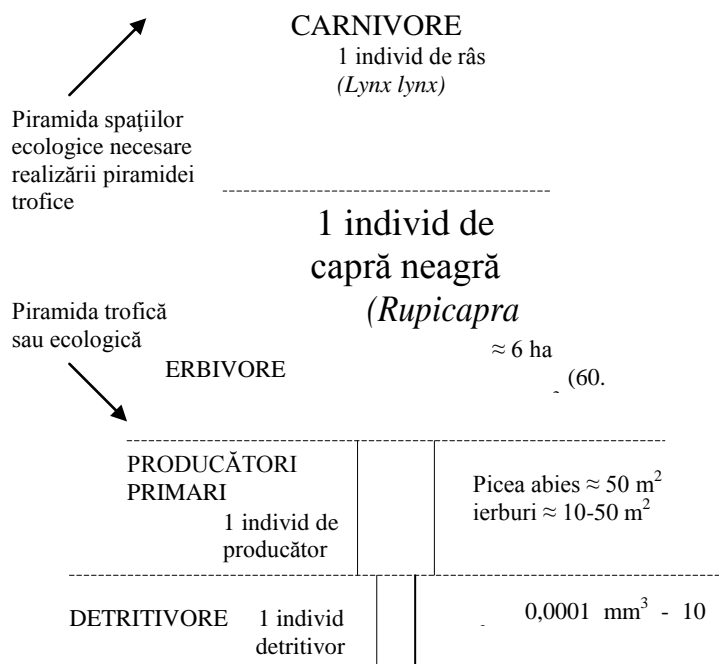 CARNIVORE
1 individ de râs
(Lynx lynx)
Piramida spaţiilor
ecologice necesare
realizării piramidei
trofice
1 individ de
capră neagră
(Rupicapra
Piramida trofică
sau ecologică
≈ 6 ha
ERBIVORE
(60.
PRODUCĂTORI
PRIMARI
1 individ de
producător
Picea abies ≈ 50 m²
ierburi ≈ 10-50 m²
DETRITIVORE 1 individ
detritivor
0,0001 mm³ - 10